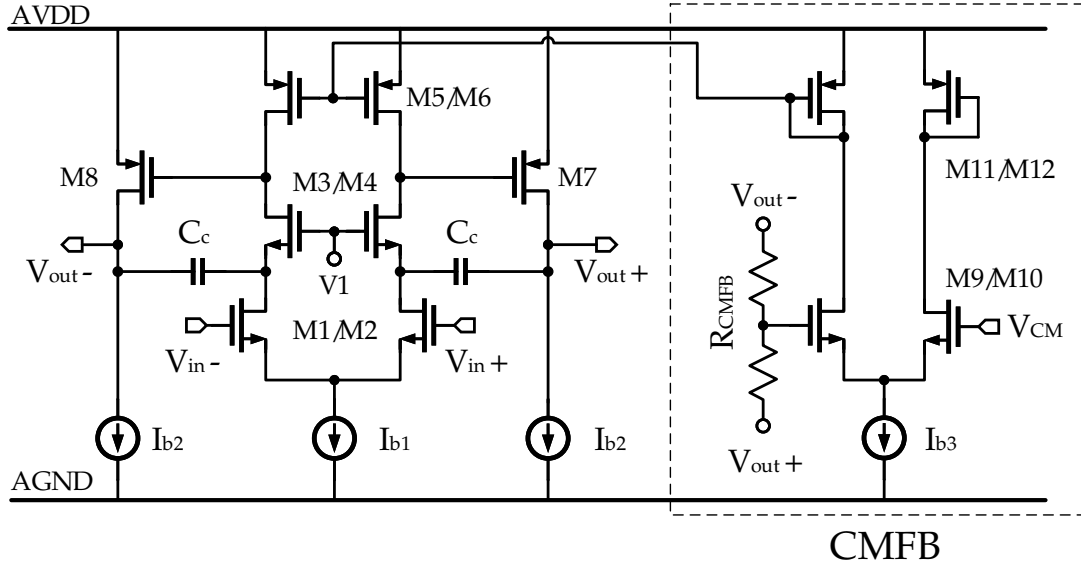 AVDD
M5/M6
M8
M3/M4
M7
M11/M12
Vout-
Cc
V1
Cc
Vout+
Vout-
RCMFB
M9/M10
M1/M2
Vin-
Vin+
VCM
Ib2
Ib1
Ib2
Vout+
Ib3
AGND
CMFB